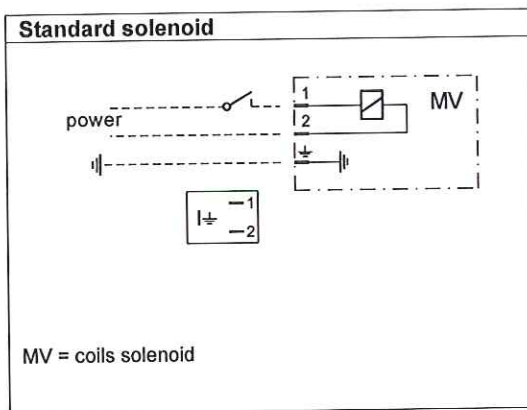 Standard solenoid
1
MV
power
2
1
2
MV = coils solenoid